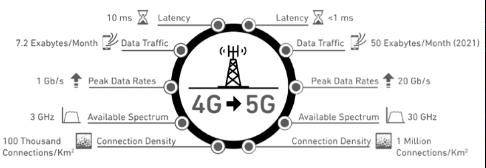 10 ms Latency
Latency <1 ms
7.2 Exabytes/Month Data Traffic
Data Traffic 50 Exabytes/Month (2021)
1 Gb/s Peak Data Rates
Peak Data Rates 20 Gb/s
4G 5G
3 GHz Available Spectrum
Available Spectrum 30 GHz
100 Thousand
Connections/Km² Connection Density
Connection Density 1 Million
Connections/Km²